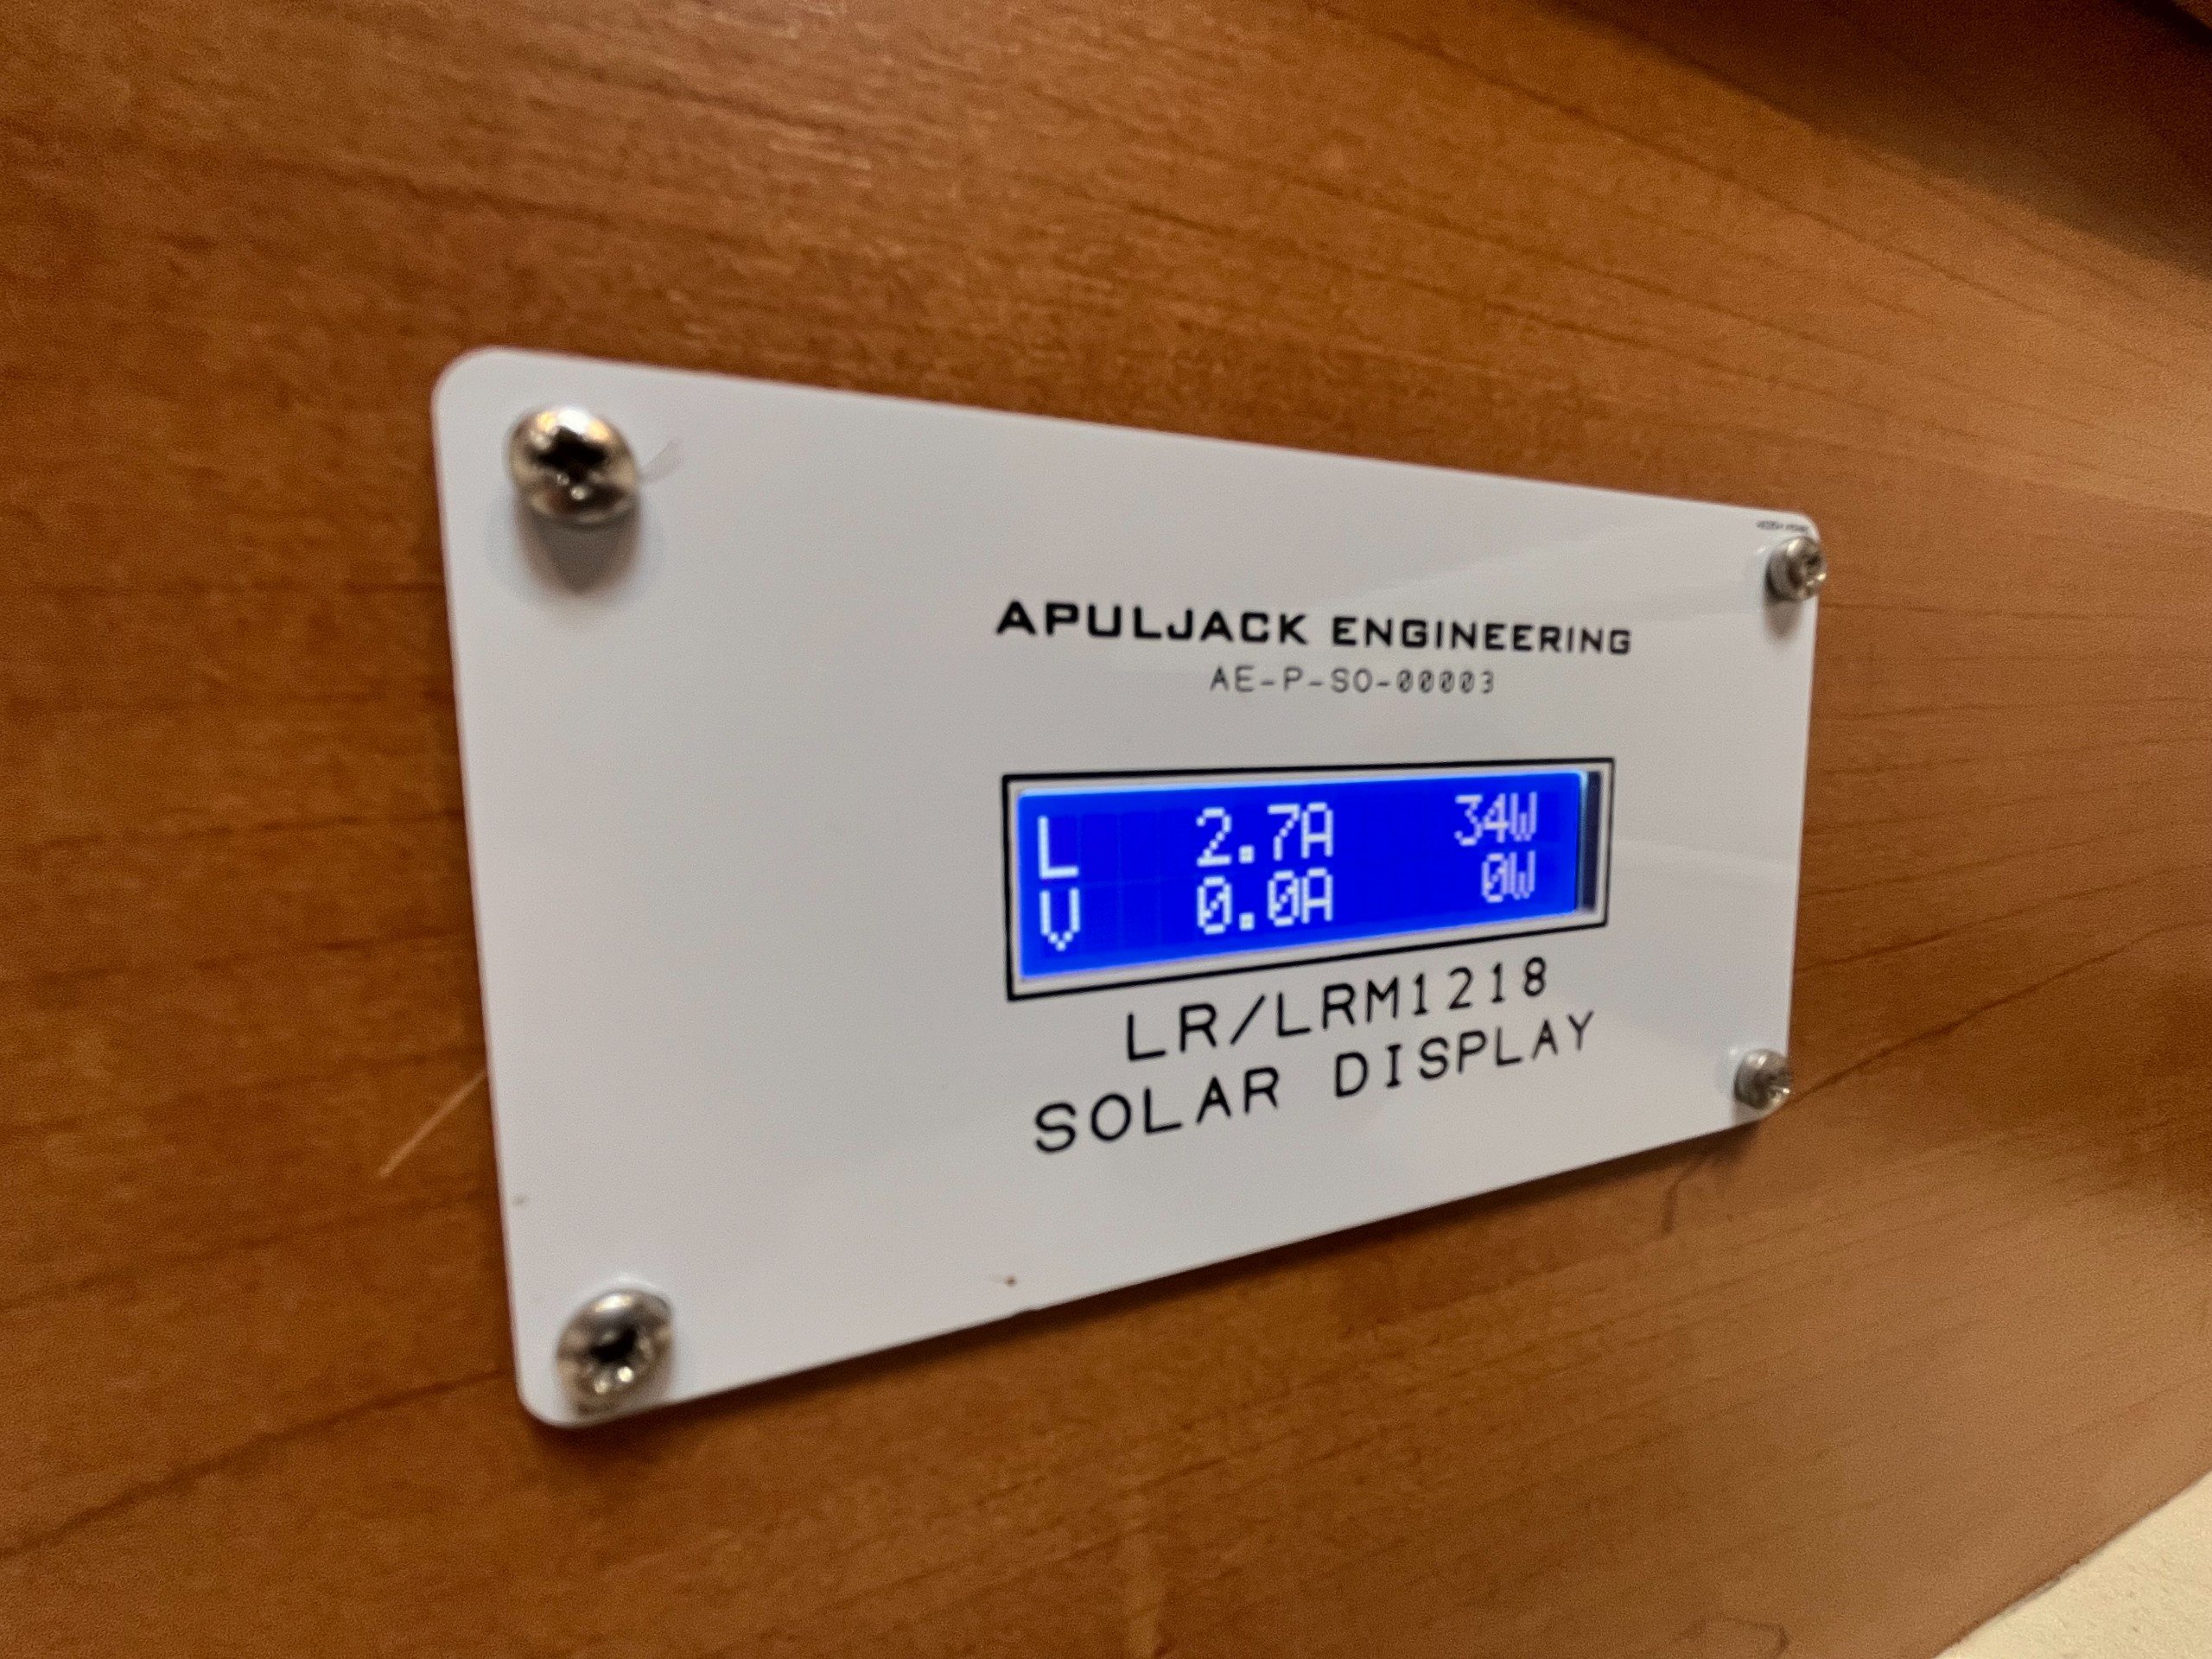 APULJACK ENGINEERING
AE-P-SO-00003
L 2.7A 34W
V 0.0A 0W
LR/LRM1218
SOLAR DISPLAY